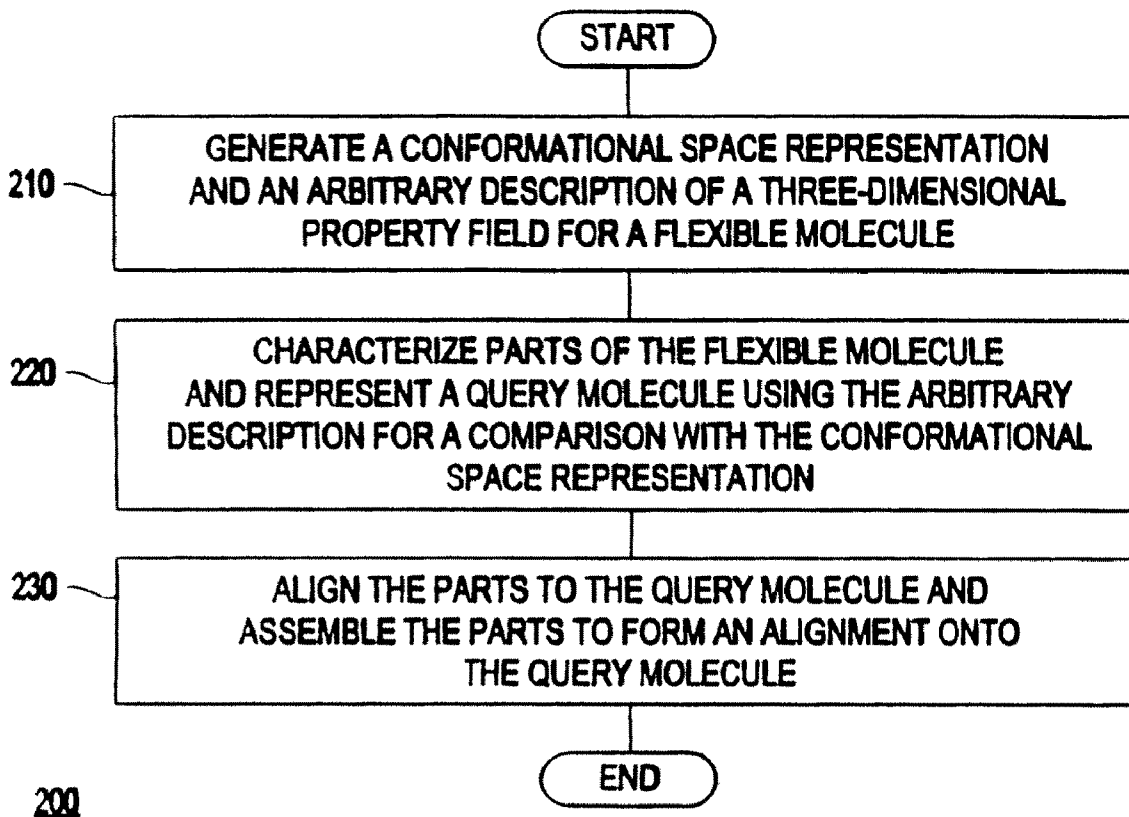 START
210
GENERATE A CONFORMATIONAL SPACE REPRESENTATION
AND AN ARBITRARY DESCRIPTION OF A THREE-DIMENSIONAL
PROPERTY FIELD FOR A FLEXIBLE MOLECULE
220
CHARACTERIZE PARTS OF THE FLEXIBLE MOLECULE
AND REPRESENT A QUERY MOLECULE USING THE ARBITRARY
DESCRIPTION FOR A COMPARISON WITH THE CONFORMATIONAL
SPACE REPRESENTATION
230
ALIGN THE PARTS TO THE QUERY MOLECULE AND
ASSEMBLE THE PARTS TO FORM AN ALIGNMENT ONTO
THE QUERY MOLECULE
END
200